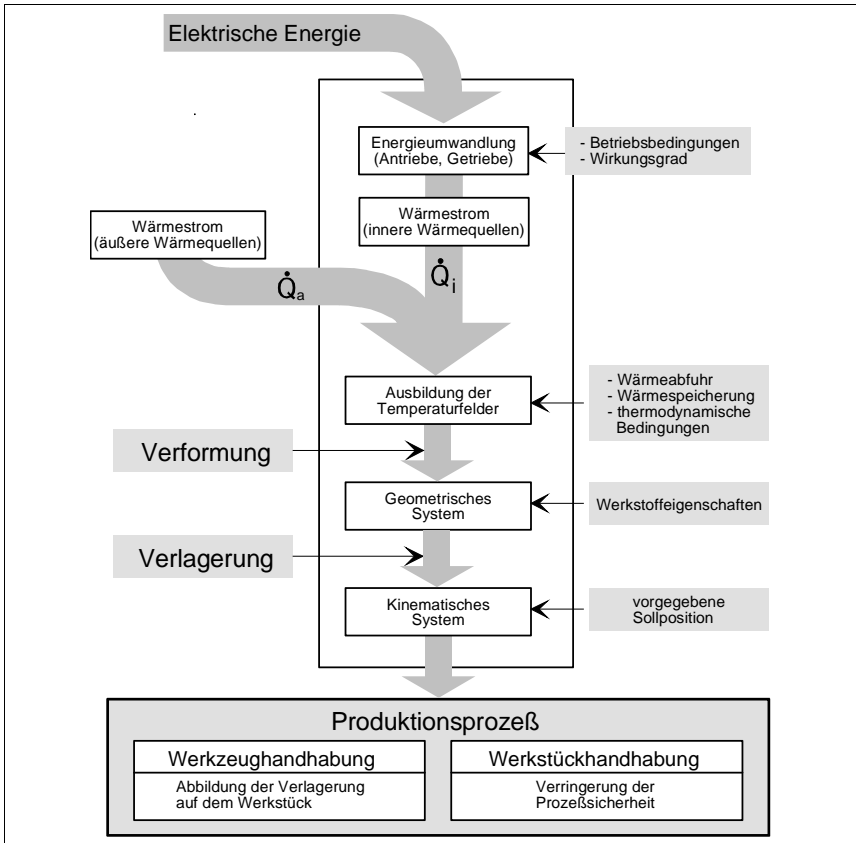 Elektrische Energie
Energieumwandlung
(Antriebe, Getriebe)
- Betriebsbedingungen
- Wirkungsgrad
Wärmestrom
(innere Wärmequellen)
Wärmestrom
(äußere Wärmequellen)
Q̇a
Q̇i
Ausbildung der
Temperaturfelder
- Wärmeabfuhr
- Wärmespeicherung
- thermodynamische
Bedingungen
Verformung
Geometrisches
System
Werkstoffeigenschaften
Verlagerung
Kinematisches
System
vorgegebene
Sollposition
Produktionsprozeß
Werkzeughandhabung
Abbildung der Verlagerung
auf dem Werkstück
Werkstückhandhabung
Verringerung der
Prozeßsicherheit